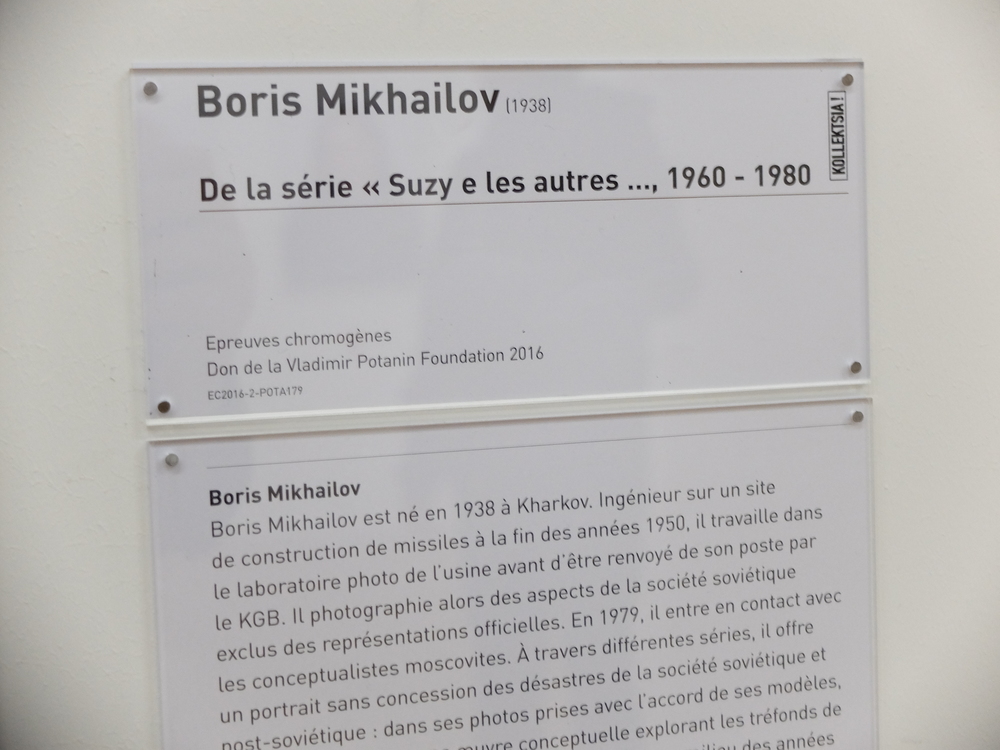 Boris Mikhailov (1938)
KOLLEKTSIA!
De la série « Suzy e les autres ..., 1960 - 1980
Epreuves chromogènes
Don de la Vladimir Potanin Foundation 2016
EC2016-2-POTA179
Boris Mikhailov
Boris Mikhailov est né en 1938 à Kharkov. Ingénieur sur un site
de construction de missiles à la fin des années 1950, il travaille dans
le laboratoire photo de l'usine avant d'être renvoyé de son poste par
le KGB. Il photographie alors des aspects de la société soviétique
exclus des représentations officielles. En 1979, il entre en contact avec
les conceptualistes moscovites. À travers différentes séries, il offre
un portrait sans concession des désastres de la société soviétique et
post-soviétique : dans ses photos prises avec l'accord de ses modèles,
conceptuelle explorant les tréfonds de
des années